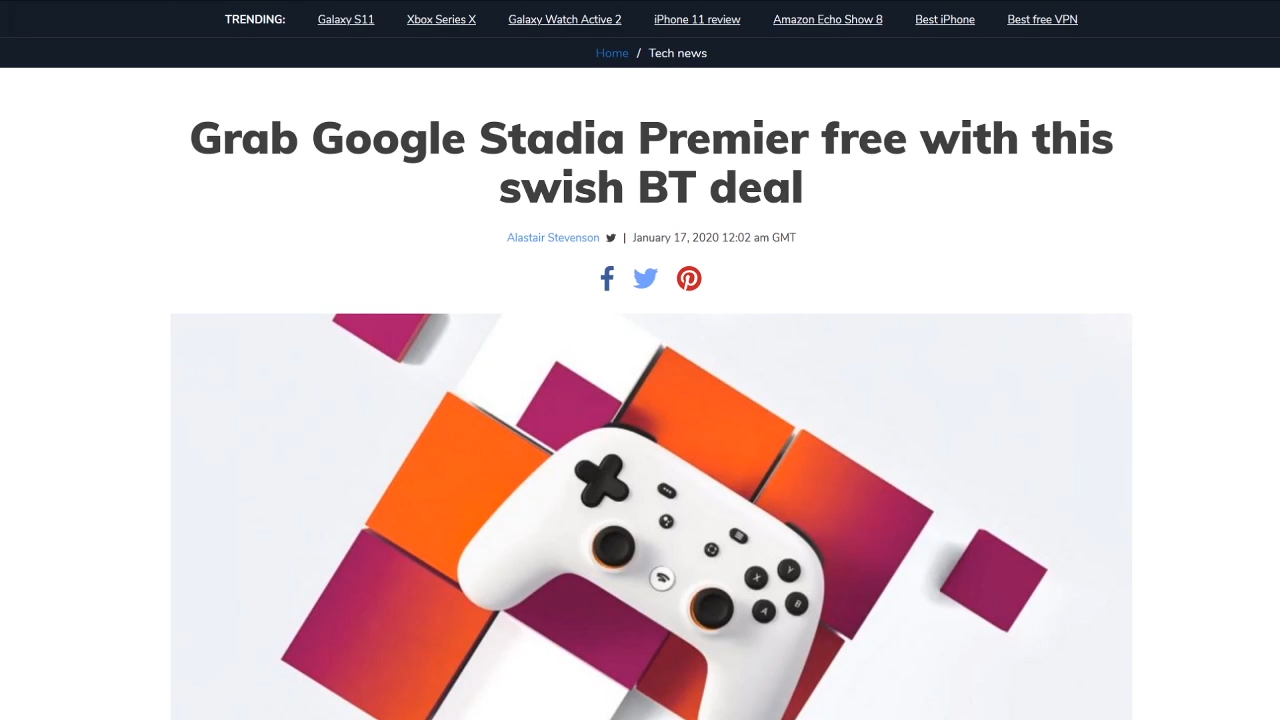 TRENDING: Galaxy S11 Xbox Series X Galaxy Watch Active 2 iPhone 11 review Amazon Echo Show 8 Best iPhone Best free VPN
Home / Tech news
Grab Google Stadia Premier free with this
swish BT deal
Alastair Stevenson | January 17, 2020 12:02 am GMT
Y
X
B
A